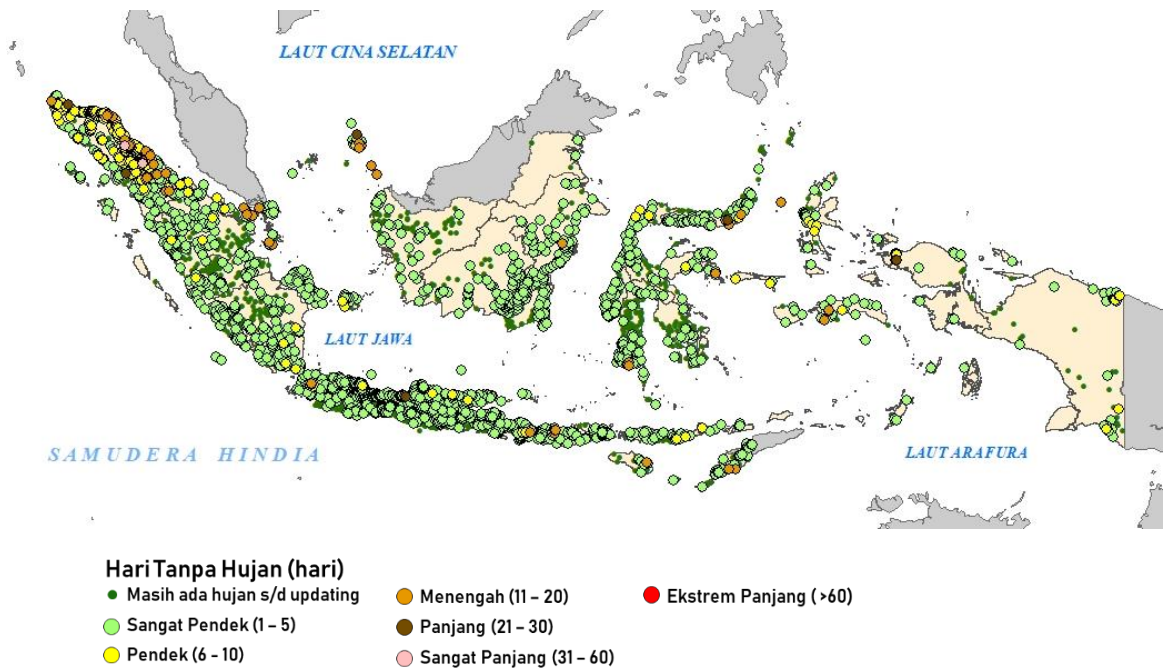 LAUT CINA SELATAN
LAUT JAWA
SAMUDERA HINDIA
LAUT ARAFURA
Hari Tanpa Hujan (hari)
Masih ada hujan s/d updating
Sangat Pendek (1 – 5)
Pendek (6 - 10)
Menengah (11 – 20)
Panjang (21 – 30)
Sangat Panjang (31 – 60)
Ekstrem Panjang ( >60)